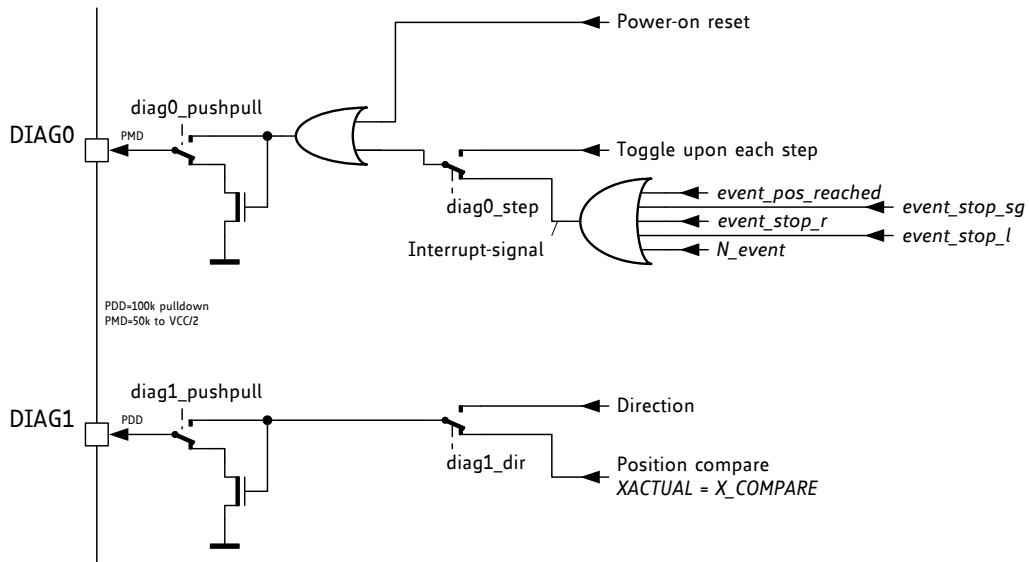 Power-on reset
diag0_pushpull
DIAG0
PMD
Toggle upon each step
event_pos_reached
event_stop_sg
diag0_step
event_stop_r
event_stop_l
Interrupt-signal
N_event
PDD=100k pulldown
PMD=50k to VCC/2
diag1_pushpull
DIAG1
PDD
Direction
diag1_dir
Position compare
XACTUAL = X_COMPARE